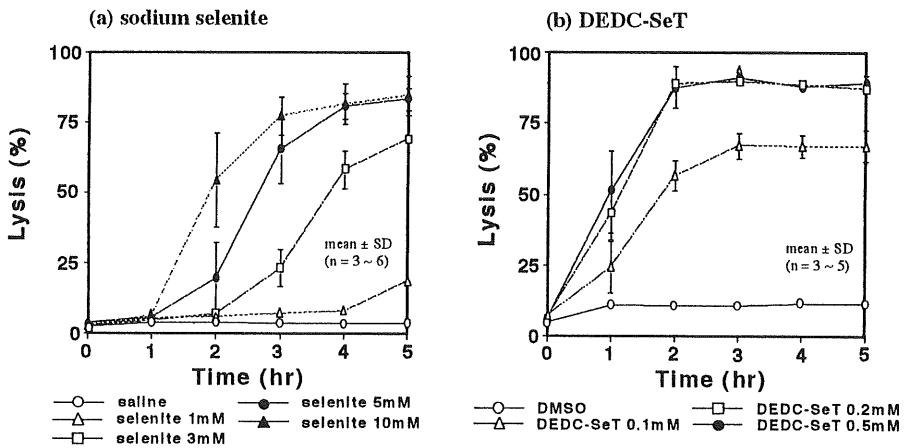 (a) sodium selenite
100
75
50
25
0
Lysis (%)
mean ± SD
(n = 3 ~ 6)
0 1 2 3 4 5
Time (hr)
saline
selenite 1mM
selenite 3mM
selenite 5mM
selenite 10mM
(b) DEDC-SeT
100
75
50
25
0
Lysis (%)
mean ± SD
(n = 3 ~ 5)
0 1 2 3 4 5
Time (hr)
DMSO
DEDC-SeT 0.1mM
DEDC-SeT 0.2mM
DEDC-SeT 0.5mM